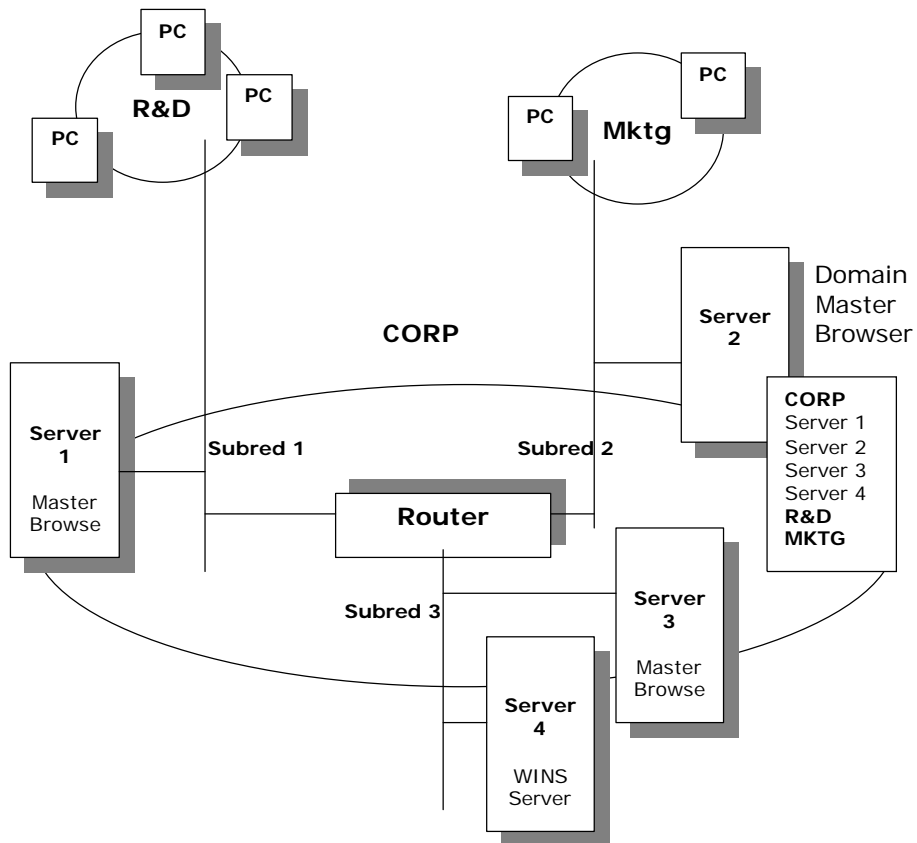 PC
R&D
PC
PC
PC
Mktg
PC
Domain
Master
Browser
Server
2
CORP
CORP
Server 1
Server 2
Server 3
Server 4
R&D
MKTG
Server
1
Master
Browse
Subred 1
Subred 2
Router
Subred 3
Server
3
Master
Browse
Server
4
WINS
Server